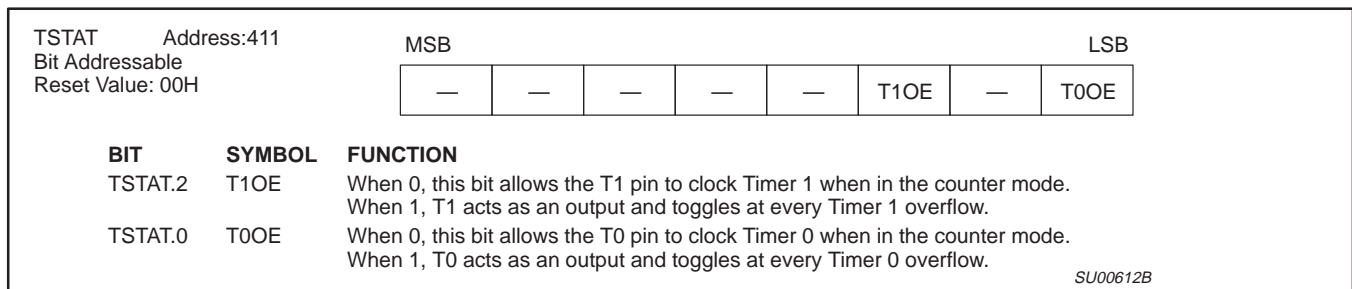 TSTAT Address:411
Bit Addressable
Reset Value: 00H
MSB LSB
— — — — — T1OE — T0OE
BIT SYMBOL FUNCTION
TSTAT.2 T1OE When 0, this bit allows the T1 pin to clock Timer 1 when in the counter mode.
When 1, T1 acts as an output and toggles at every Timer 1 overflow.
TSTAT.0 T0OE When 0, this bit allows the T0 pin to clock Timer 0 when in the counter mode.
When 1, T0 acts as an output and toggles at every Timer 0 overflow.
SU00612B